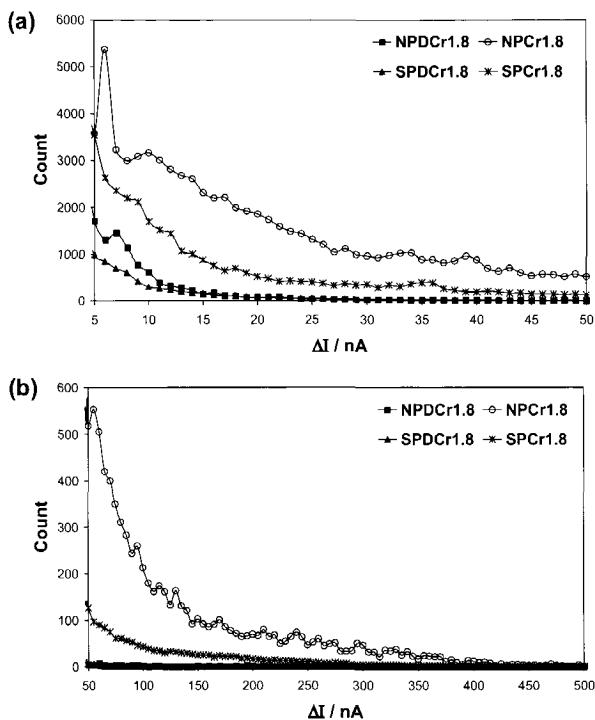 (a)
NPDCr1.8 NPCr1.8
SPDCr1.8 SPCr1.8
6000
5000
4000
3000
2000
1000
0
Count
5 10 15 20 25 30 35 40 45 50
ΔI / nA
(b)
NPDCr1.8 NPCr1.8
SPDCr1.8 SPCr1.8
600
500
400
300
200
100
0
Count
50 100 150 200 250 300 350 400 450 500
ΔI / nA